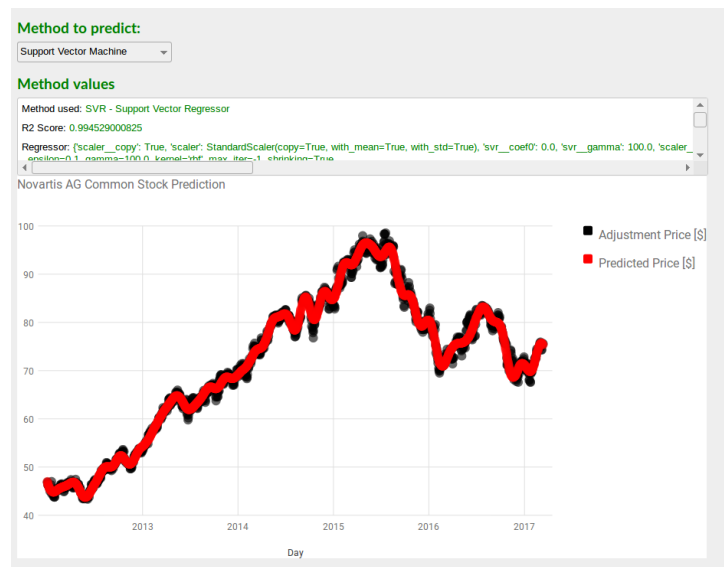 Method to predict:
Support Vector Machine
Method values
Method used: SVR - Support Vector Regressor
R2 Score: 0.994529000825
Regressor: {'scaler__copy': True, 'scaler': StandardScaler(copy=True, with_mean=True, with_std=True), 'svr__coef0': 0.0, 'svr__gamma': 100.0, 'scaler_
epsilon=0.1, gamma=100.0, kernel='rbf', max_iter=-1, shrinking=True
Novartis AG Common Stock Prediction
100
90
80
70
60
50
40
2013 2014 2015 2016 2017
Day
Adjustment Price [$]
Predicted Price [$]